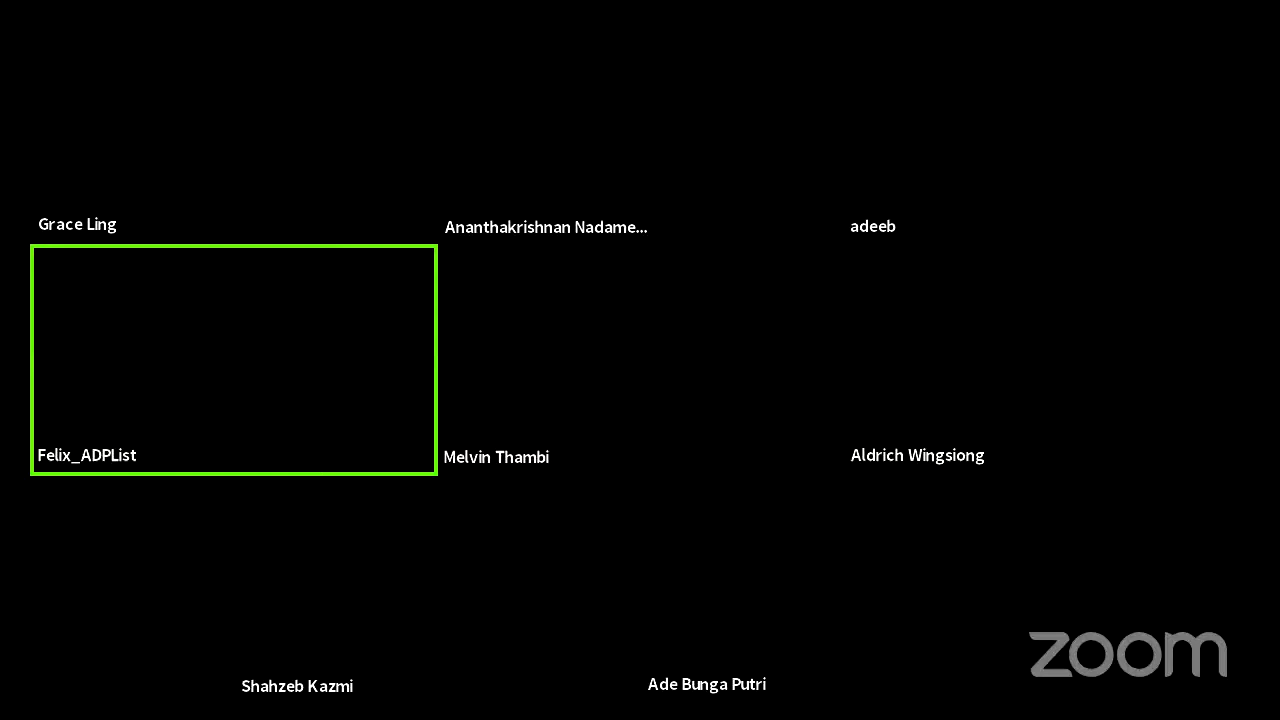 Grace Ling
Ananthakrishnan Nadame...
adeeb
Felix_ADPList
Melvin Thambi
Aldrich Wingsiong
Shahzeb Kazmi
Ade Bunga Putri
zoom